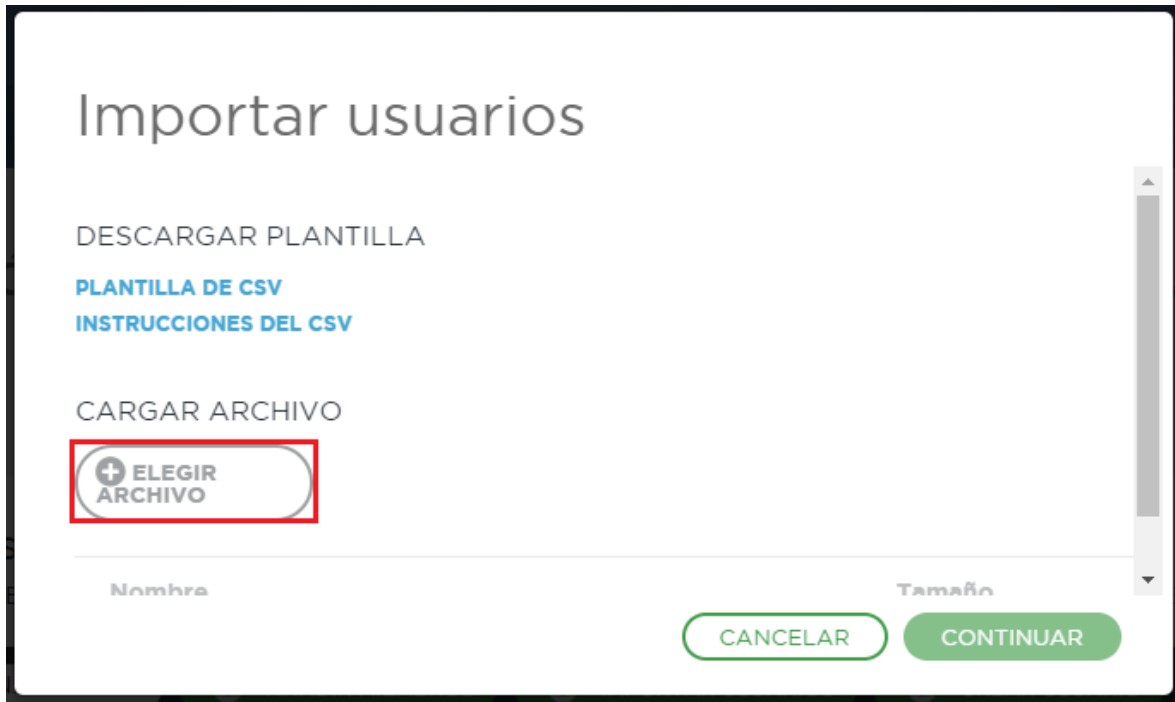 Importar usuarios
DESCARGAR PLANTILLA
PLANTILLA DE CSV
INSTRUCCIONES DEL CSV
CARGAR ARCHIVO
ELEGIR
ARCHIVO
Nombre Tamaño
CANCELAR CONTINUAR